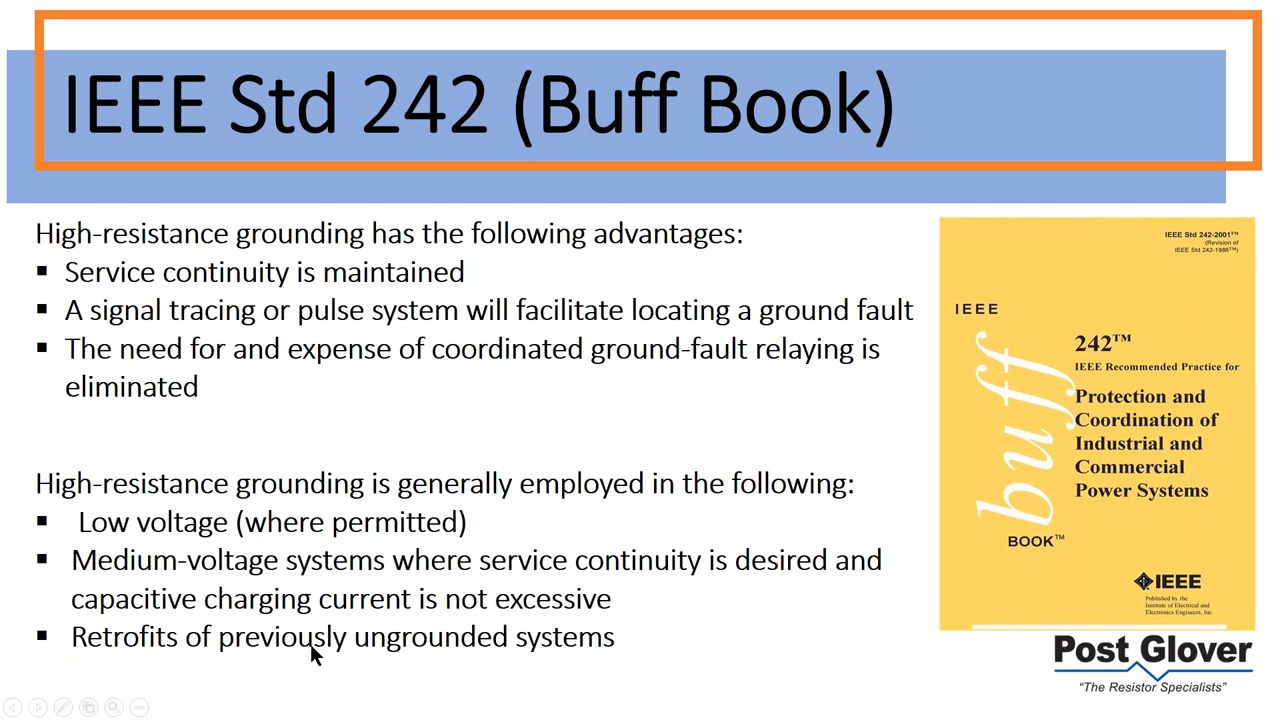 IEEE Std 242 (Buff Book)
High-resistance grounding has the following advantages:
▪ Service continuity is maintained
▪ A signal tracing or pulse system will facilitate locating a ground fault
▪ The need for and expense of coordinated ground-fault relaying is
eliminated
High-resistance grounding is generally employed in the following:
▪ Low voltage (where permitted)
▪ Medium-voltage systems where service continuity is desired and
capacitive charging current is not excessive
▪ Retrofits of previously ungrounded systems
IEEE Std 242-2001™
(Revision of
IEEE Std 242-1986™)
IEEE
buff
BOOK™
242™
IEEE Recommended Practice for
Protection and
Coordination of
Industrial and
Commercial
Power Systems
IEEE
Published by the
Institute of Electrical and
Electronics Engineers, Inc.
Post Glover
“The Resistor Specialists”